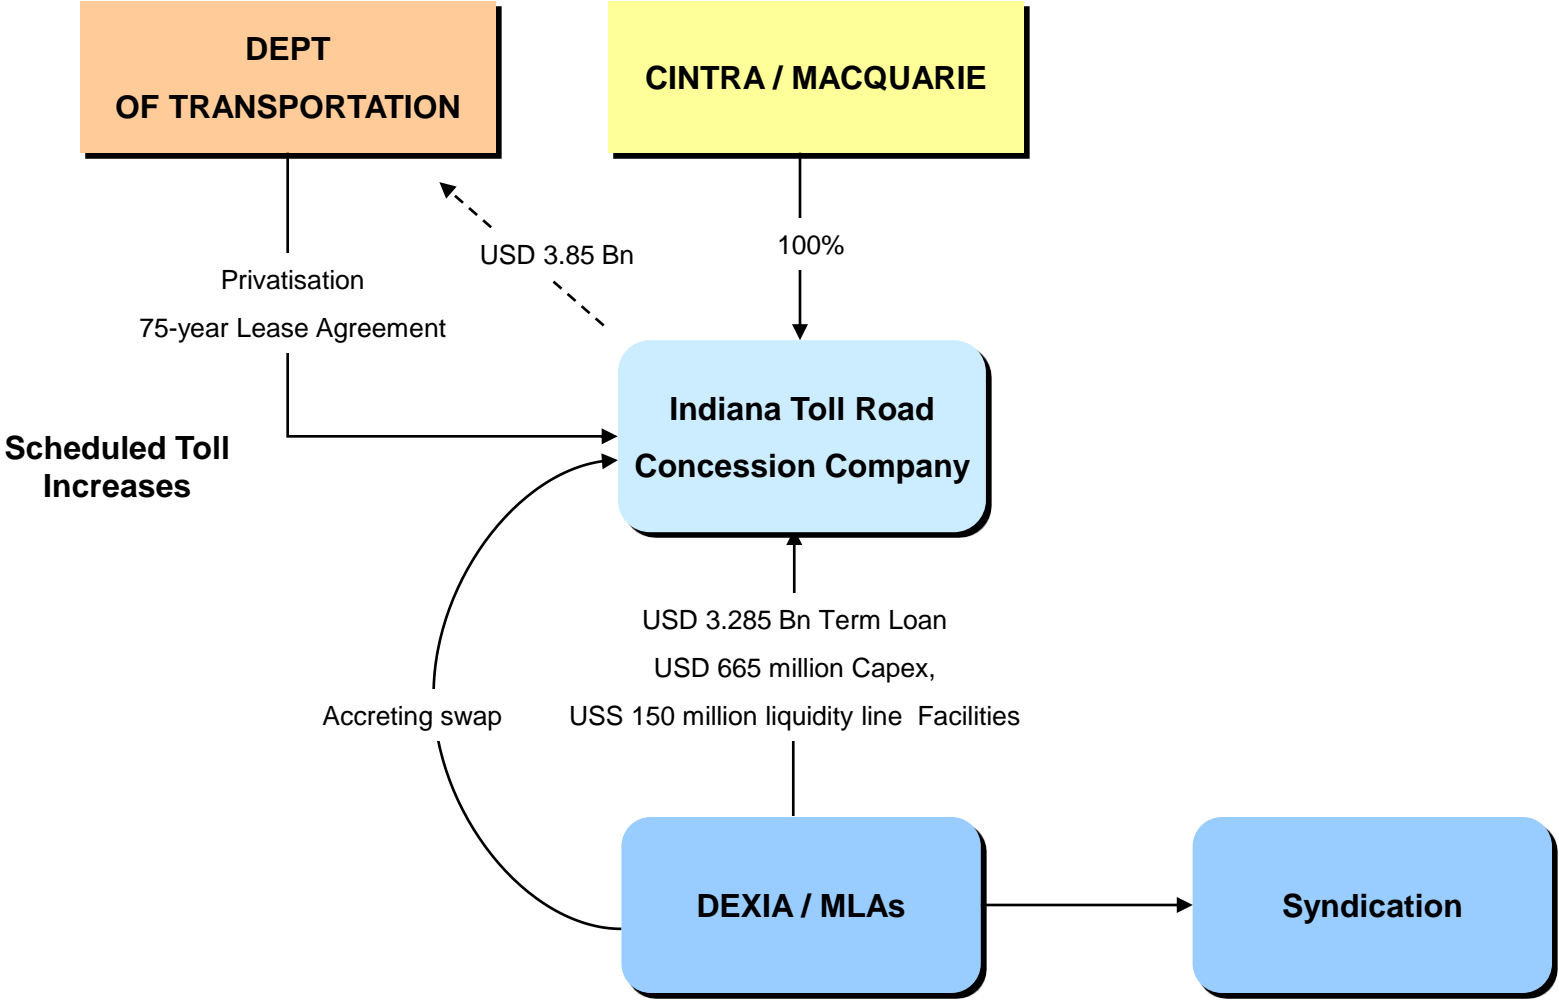 DEPT
OF TRANSPORTATION
CINTRA / MACQUARIE
USD 3.85 Bn
100%
Privatisation
75-year Lease Agreement
Scheduled Toll
Increases
Indiana Toll Road
Concession Company
USD 3.285 Bn Term Loan
USD 665 million Capex,
USS 150 million liquidity line  Facilities
Accreting swap
DEXIA / MLAs
Syndication